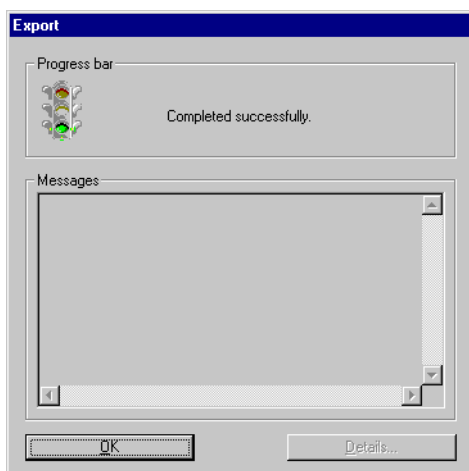 Export
Progress bar
Completed successfully.
Messages
OK
Details...